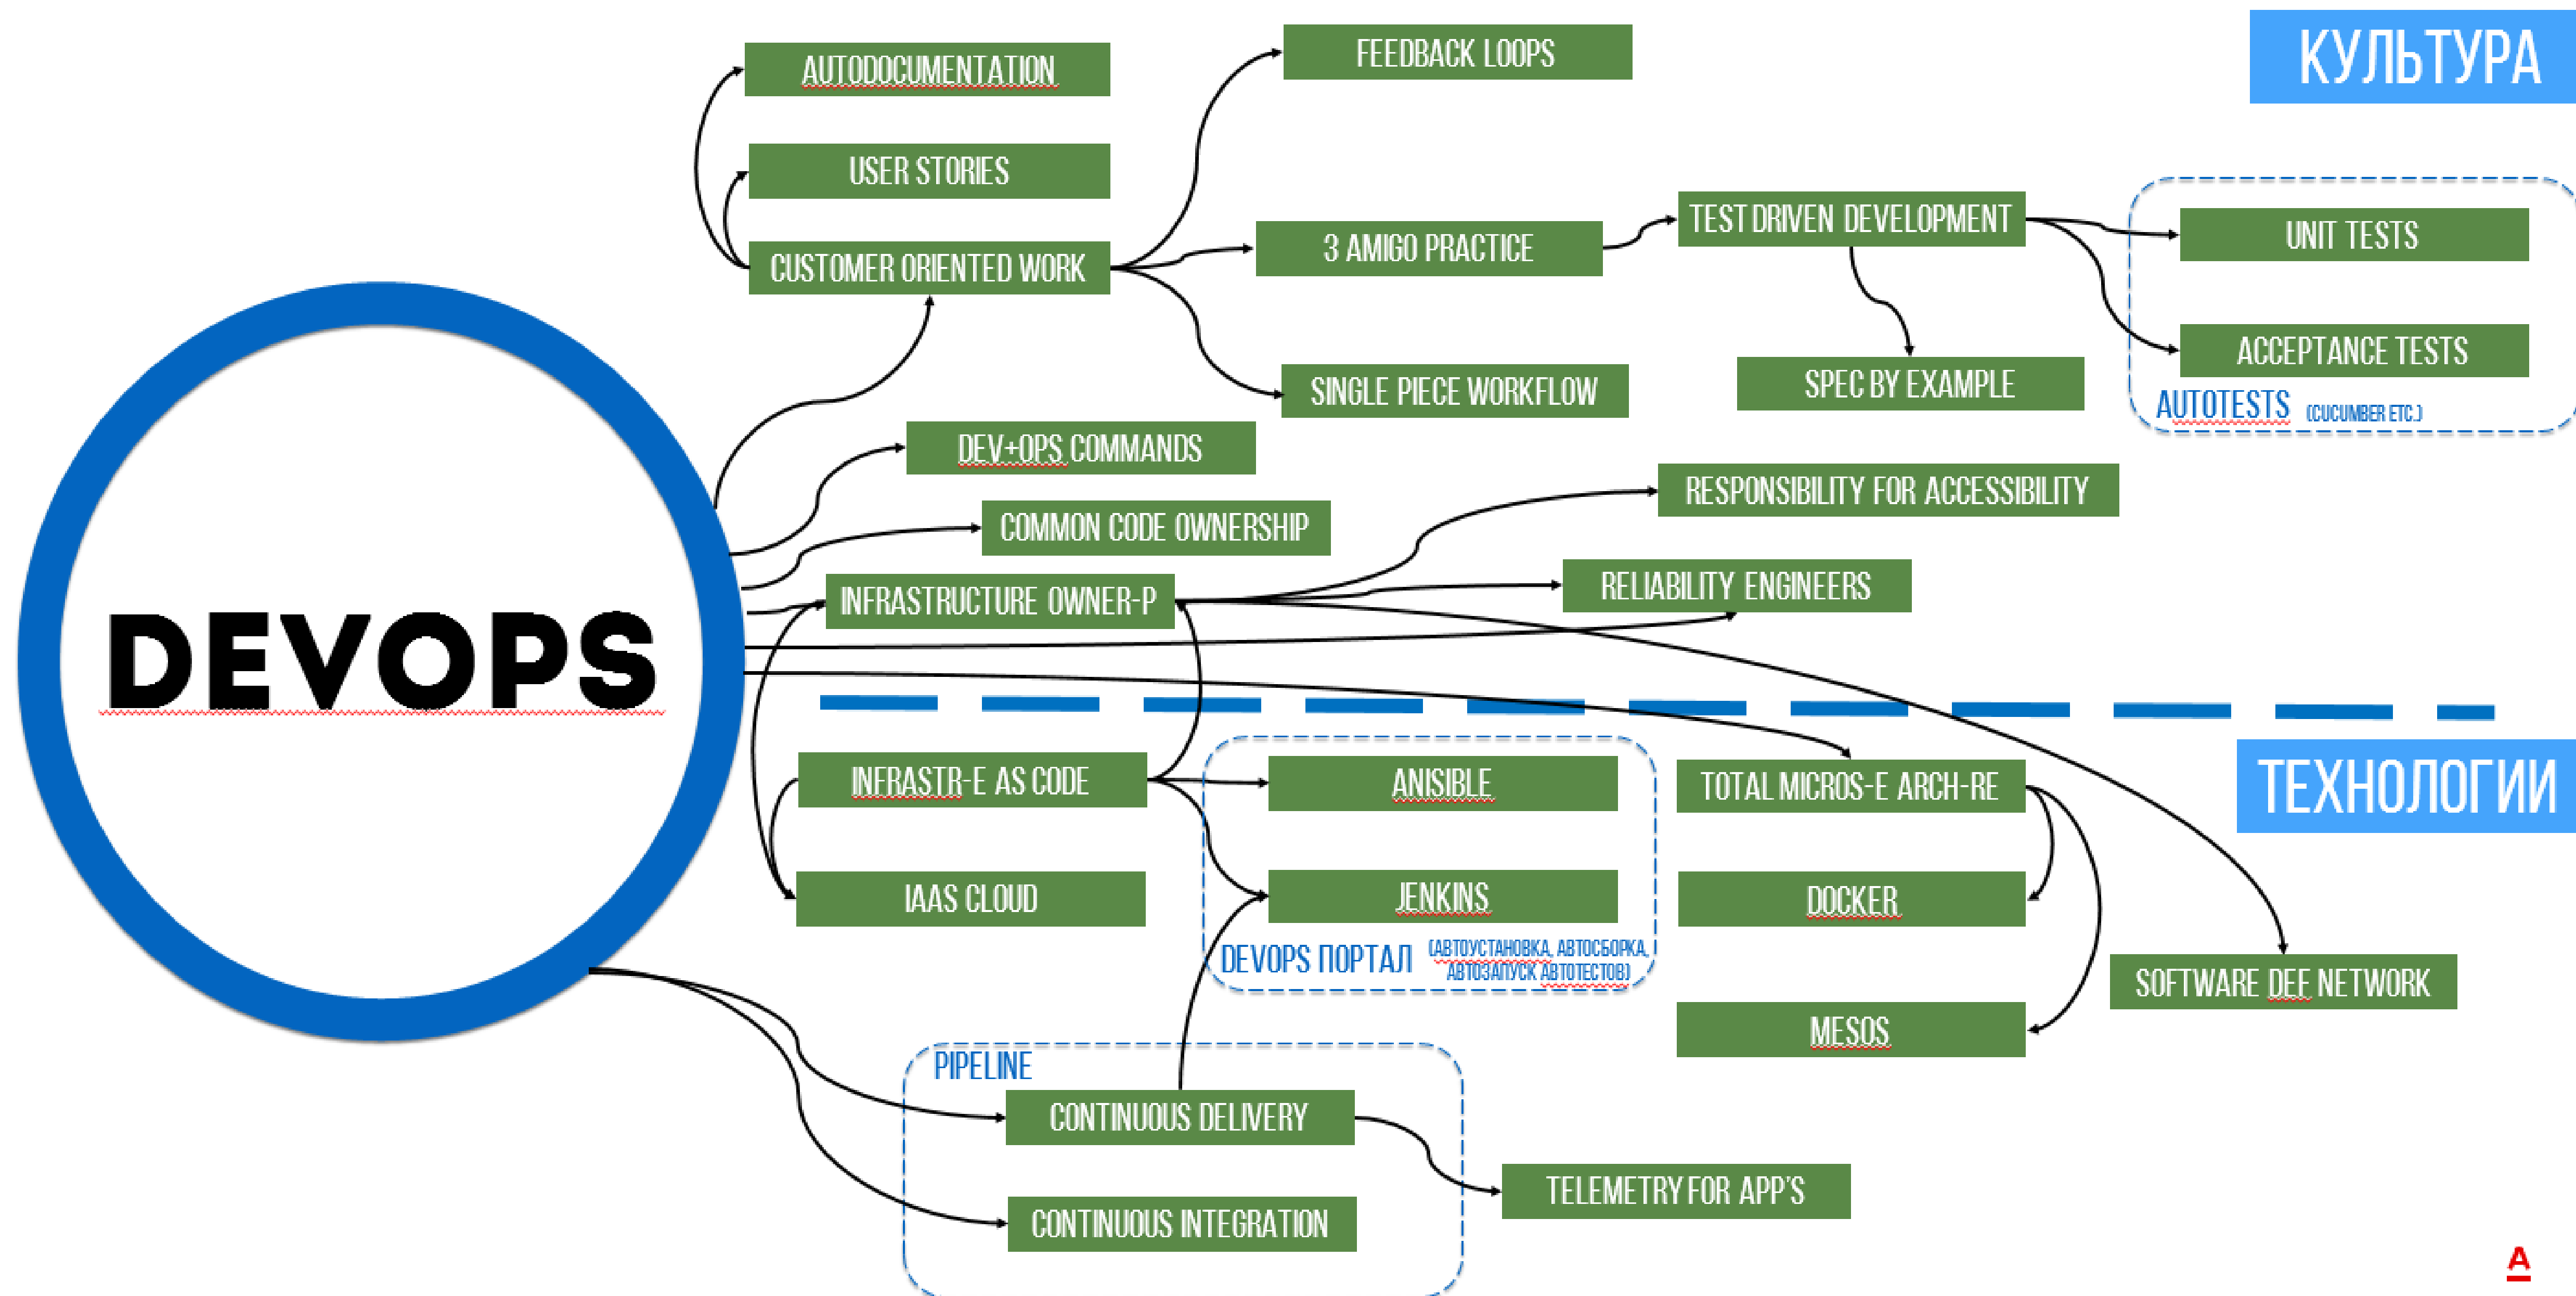 КУЛЬТУРА
FEEDBACK LOOPS
AUTODOCUMENTATION
USER STORIES
CUSTOMER ORIENTED WORK
3 AMIGO PRACTICE
TEST DRIVEN DEVELOPMENT
UNIT TESTS
ACCEPTANCE TESTS
AUTOTESTS (CUCUMBER ETC.)
SPEC BY EXAMPLE
SINGLE PIECE WORKFLOW
DEV+OPS COMMANDS
RESPONSIBILITY FOR ACCESSIBILITY
COMMON CODE OWNERSHIP
RELIABILITY ENGINEERS
INFRASTRUCTURE OWNER-P
DEVOPS
ТЕХНОЛОГИИ
INFRASTR-E AS CODE
ANISIBLE
TOTAL MICROS-E ARCH-RE
IAAS CLOUD
JENKINS
DOCKER
DEVOPS ПОРТАЛ (АВТОУСТАНОВКА, АВТОСБОРКА,
АВТОЗАПУСК АВТОТЕСТОВ)
SOFTWARE DEF NETWORK
MESOS
PIPELINE
CONTINUOUS DELIVERY
TELEMETRY FOR APP'S
CONTINUOUS INTEGRATION
А